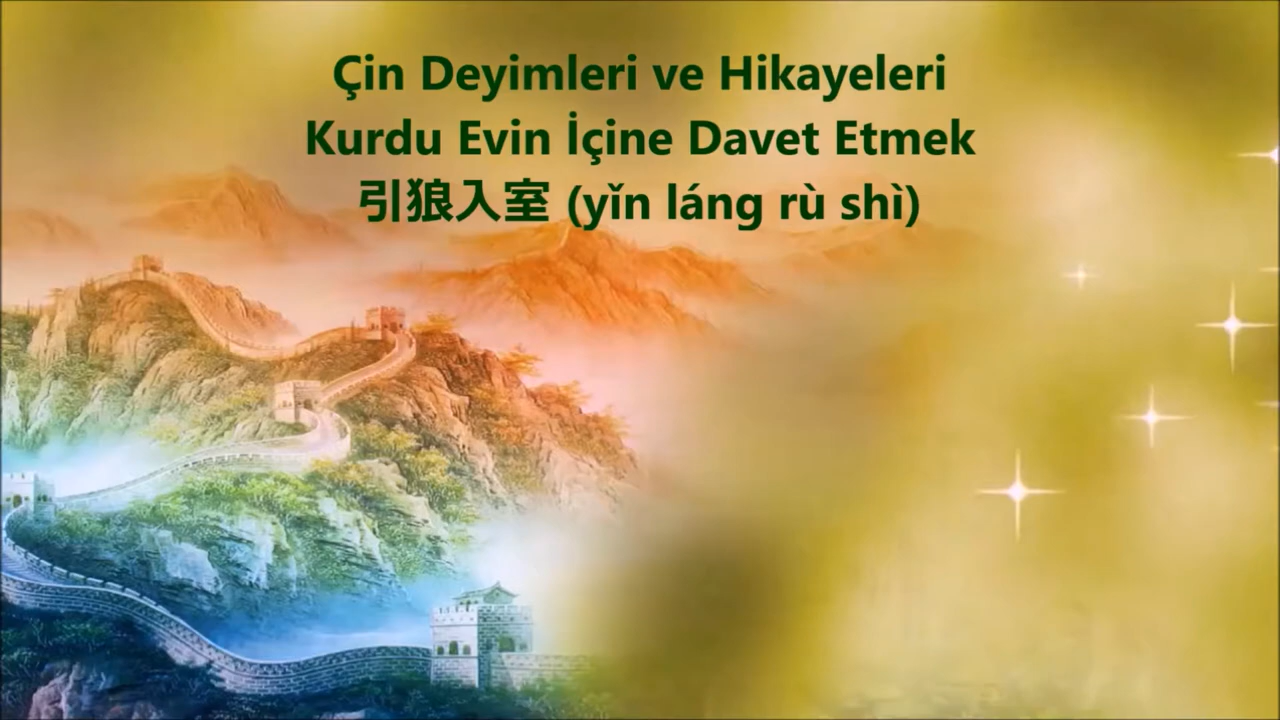 Çin Deyimleri ve Hikayeleri
Kurdu Evin İçine Davet Etmek
引狼入室 (yǐn láng rù shì)